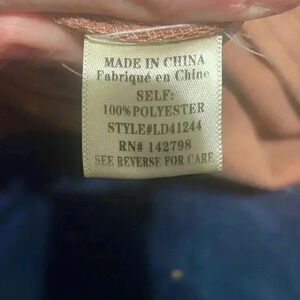 MADE IN CHINA
Fabriqué en Chine
SELF:
100%POLYESTER
STYLE#LD41244
RN# 142798
SEE REVERSE FOR CARE